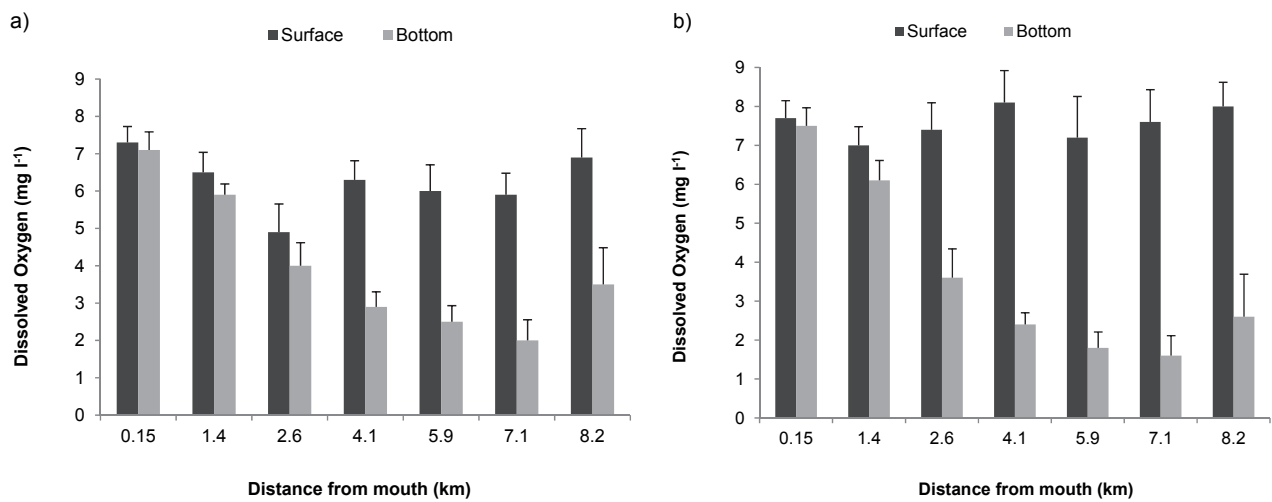 a)
Surface Bottom
Dissolved Oxygen (mg l-1)
9
8
7
6
5
4
3
2
1
0
0.15 1.4 2.6 4.1 5.9 7.1 8.2
Distance from mouth (km)
b)
Surface Bottom
Dissolved Oxygen (mg l-1)
9
8
7
6
5
4
3
2
1
0
0.15 1.4 2.6 4.1 5.9 7.1 8.2
Distance from mouth (km)